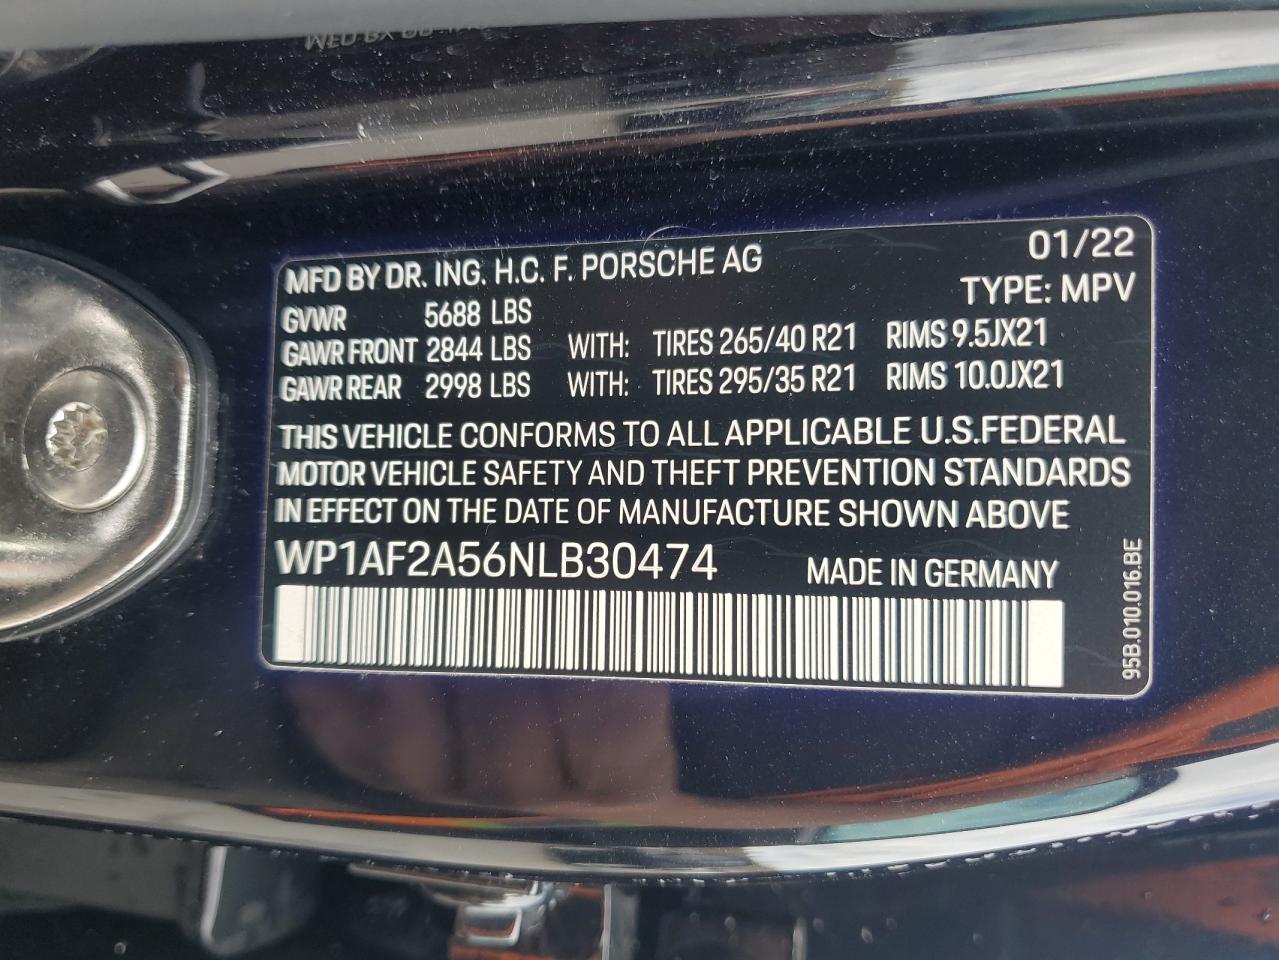 MFD BY DR. ING. H.C. F. PORSCHE AG 01/22
TYPE: MPV
GVWR 5688 LBS
GAWR FRONT 2844 LBS WITH: TIRES 265/40 R21 RIMS 9.5JX21
GAWR REAR 2998 LBS WITH: TIRES 295/35 R21 RIMS 10.0JX21
THIS VEHICLE CONFORMS TO ALL APPLICABLE U.S.FEDERAL
MOTOR VEHICLE SAFETY AND THEFT PREVENTION STANDARDS
IN EFFECT ON THE DATE OF MANUFACTURE SHOWN ABOVE
WP1AF2A56NLB30474 MADE IN GERMANY
95B.010.016.BE